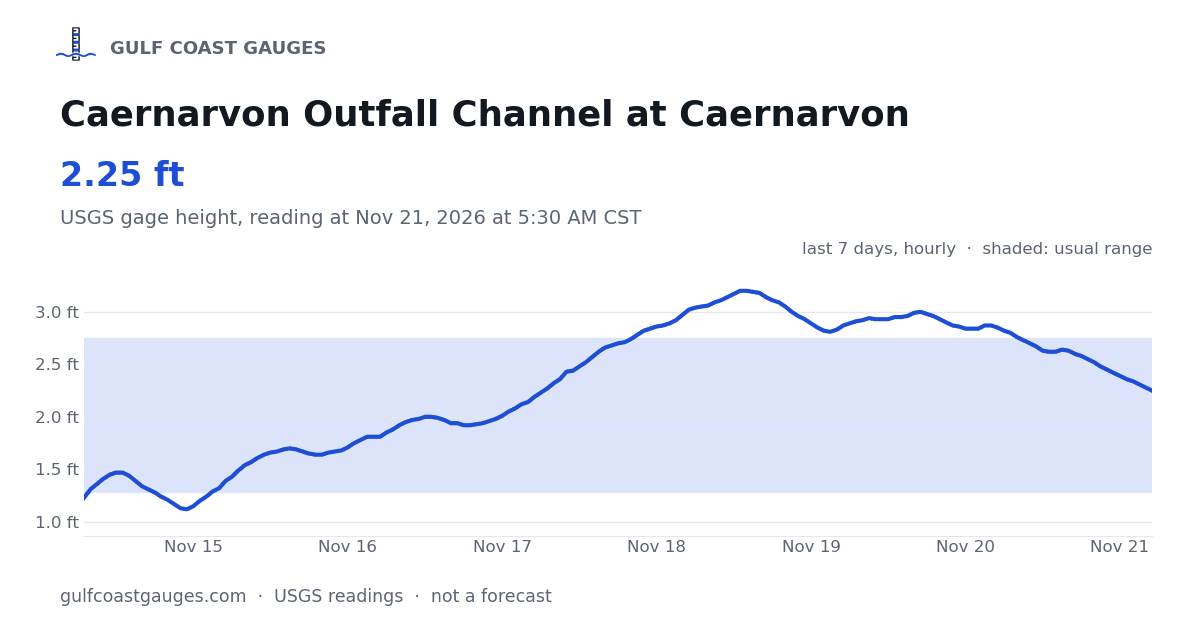 GULF COAST GAUGES
Caernarvon Outfall Channel at Caernarvon
2.25 ft
USGS gage height, reading at Nov 21, 2026 at 5:30 AM CST
last 7 days, hourly · shaded: usual range
3.0 ft
2.5 ft
2.0 ft
1.5 ft
1.0 ft
Nov 15 Nov 16 Nov 17 Nov 18 Nov 19 Nov 20 Nov 21
gulfcoastgauges.com · USGS readings · not a forecast